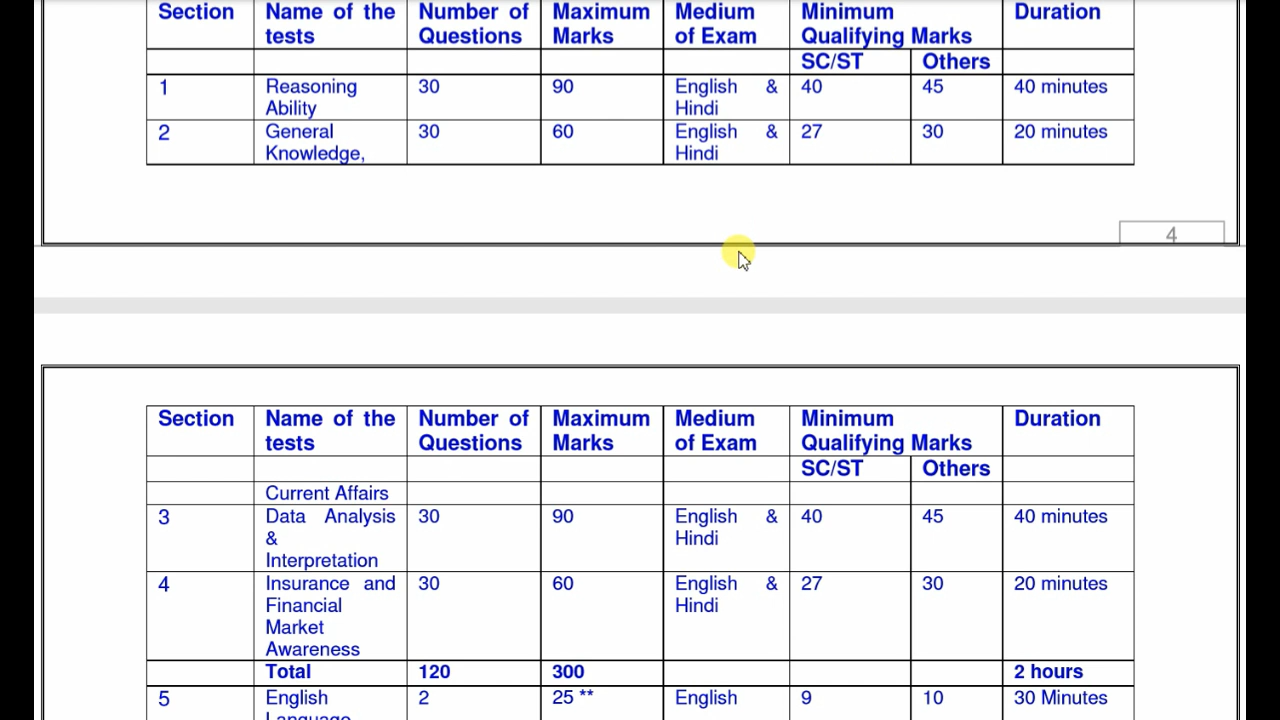 Section Name of the tests Number of Questions Maximum Marks Medium of Exam Minimum Qualifying Marks Duration
SC/ST Others
1 Reasoning Ability 30 90 English & Hindi 40 45 40 minutes
2 General Knowledge, 30 60 English & Hindi 27 30 20 minutes
4
Section Name of the tests Number of Questions Maximum Marks Medium of Exam Minimum Qualifying Marks Duration
SC/ST Others
Current Affairs
3 Data Analysis & Interpretation 30 90 English & Hindi 40 45 40 minutes
4 Insurance and Financial Market Awareness 30 60 English & Hindi 27 30 20 minutes
Total 120 300 2 hours
5 English Language 2 25 ** English 9 10 30 Minutes